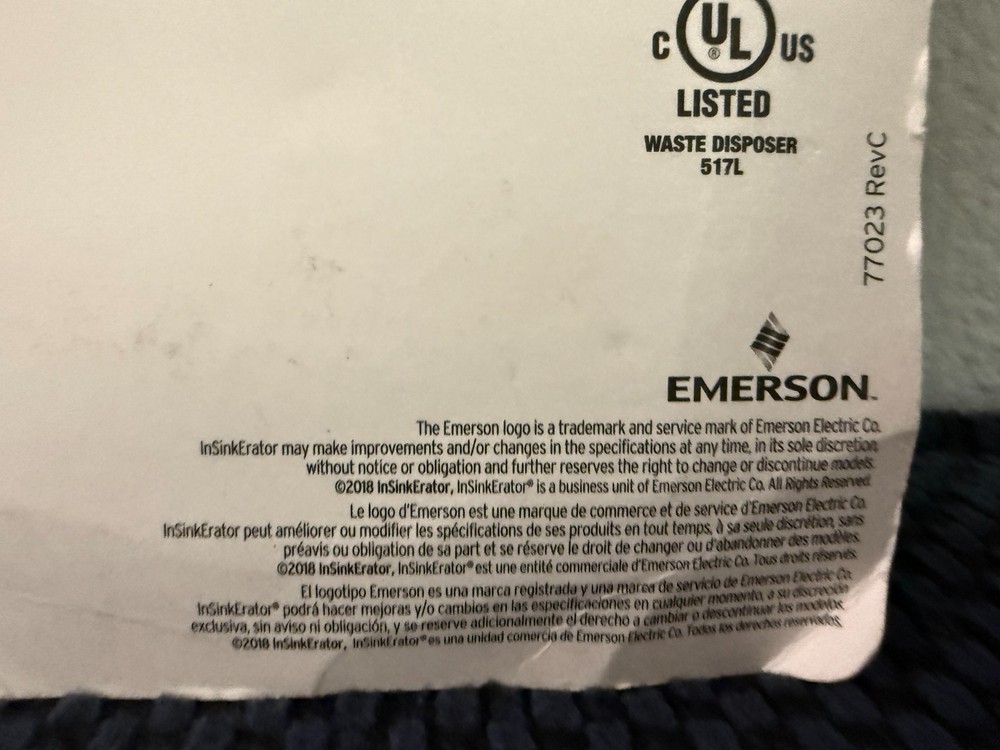 C UL® US
LISTED
WASTE DISPOSER
517L
77023 RevC
EMERSON™
The Emerson logo is a trademark and service mark of Emerson Electric Co.
InSinkErator may make improvements and/or changes in the specifications at any time, in its sole discretion,
without notice or obligation and further reserves the right to change or discontinue models.
©2018 InSinkErator, InSinkErator® is a business unit of Emerson Electric Co. All Rights Reserved.
Le logo d'Emerson est une marque de commerce et de service d'Emerson Electric Co.
InSinkErator peut améliorer ou modifier les spécifications de ses produits en tout temps, à sa seule discrétion, sans
préavis ou obligation de sa part et se réserve le droit de changer ou d'abandonner des modèles.
©2018 InSinkErator, InSinkErator® est une entité commerciale d'Emerson Electric Co. Tous droits réservés.
El logotipo Emerson es una marca registrada y una marca de servicio de Emerson Electric Co.
InSinkErator® podrá hacer mejoras y/o cambios en las especificaciones en cualquier momento, a su discreción
exclusiva, sin aviso ni obligación, y se reserve adicionalmente el derecho a cambiar o descontinuar los modelos.
©2018 InSinkErator, InSinkErator® es una unidad comercia de Emerson Electric Co. Todos los derechos reservados.